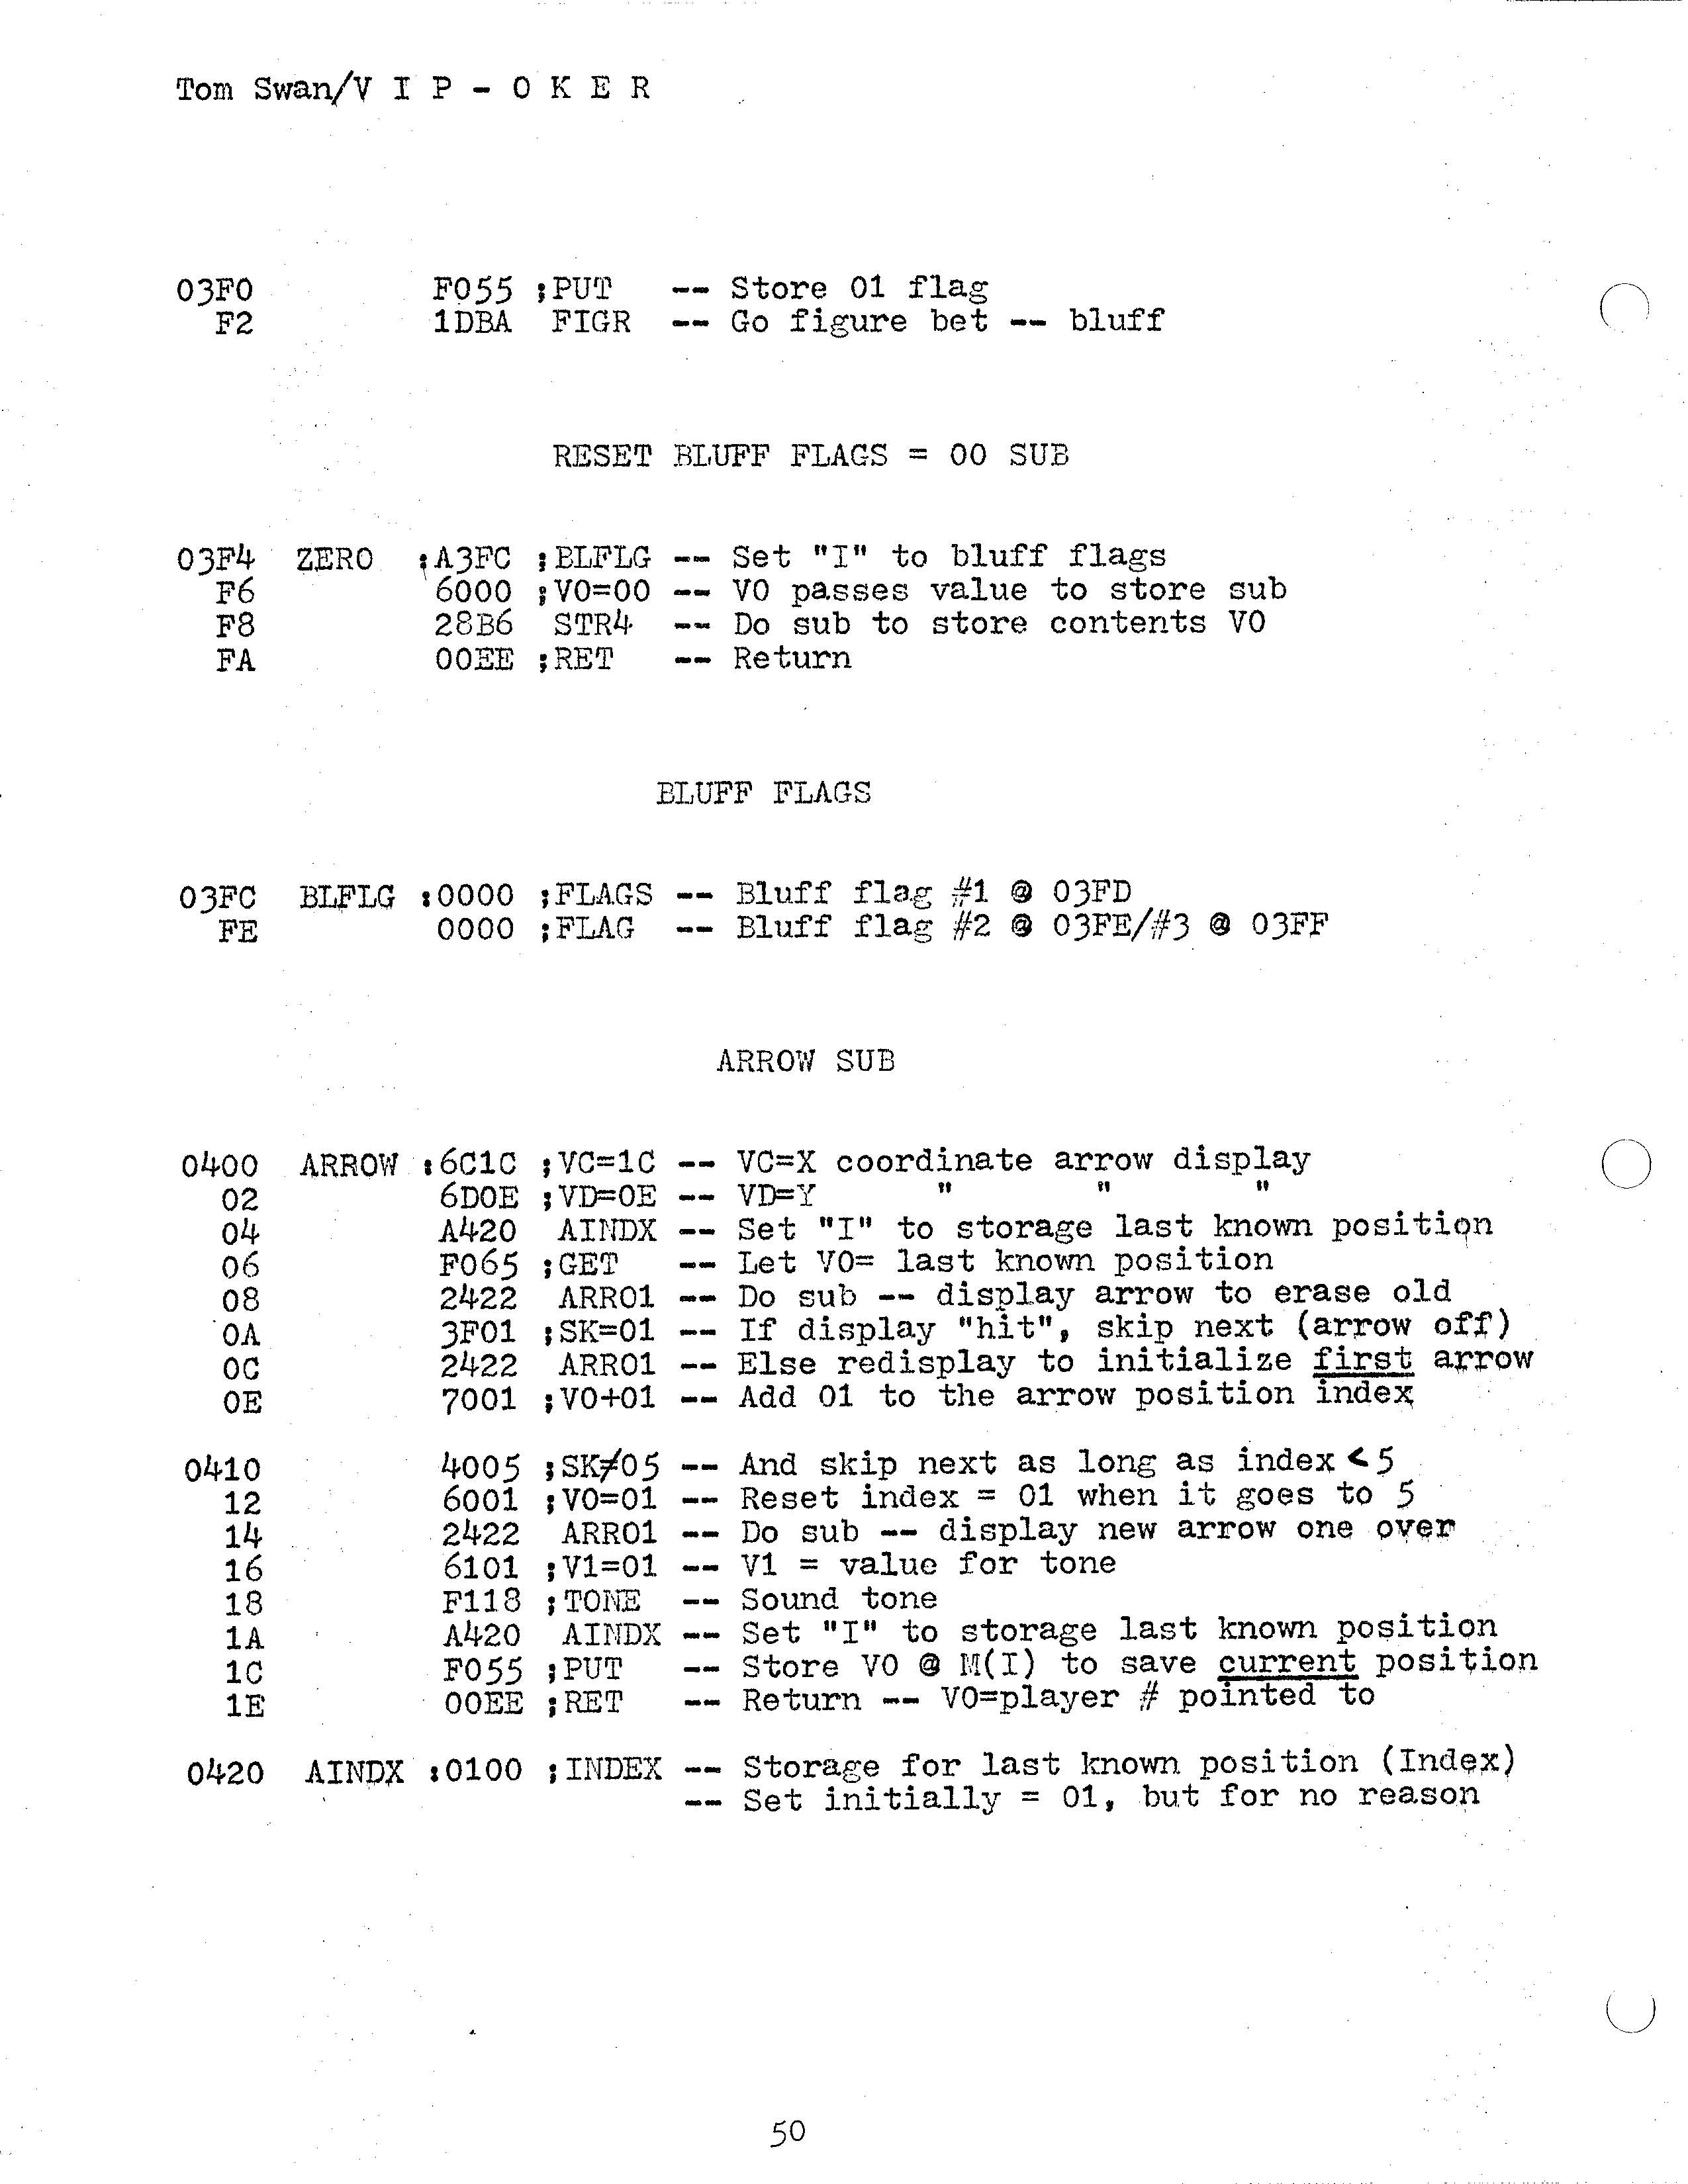 Tom Swan/V I P - O K E R
03F0 F055 ;PUT -- Store 01 flag
F2 1DBA FIGR -- Go figure bet -- bluff
RESET BLUFF FLAGS = 00 SUB
03F4 ZERO :A3FC ;BLFLG -- Set "I" to bluff flags
F6 6000 ;V0=00 -- V0 passes value to store sub
F8 28B6 STR4 -- Do sub to store contents V0
FA 00EE ;RET -- Return
BLUFF FLAGS
03FC BLFLG :0000 ;FLAGS -- Bluff flag #1 @ 03FD
FE 0000 ;FLAG -- Bluff flag #2 @ 03FE/#3 @ 03FF
ARROW SUB
0400 ARROW :6C1C ;VC=1C -- VC=X coordinate arrow display
02 6D0E ;VD=0E -- VD=Y " " "
04 A420 AINDX -- Set "I" to storage last known position
06 F065 ;GET -- Let V0= last known position
08 2422 ARR01 -- Do sub -- display arrow to erase old
0A 3F01 ;SK=01 -- If display "hit", skip next (arrow off)
0C 2422 ARR01 -- Else redisplay to initialize first arrow
0E 7001 ;V0+01 -- Add 01 to the arrow position index
0410 4005 ;SK≠05 -- And skip next as long as index < 5
12 6001 ;V0=01 -- Reset index = 01 when it goes to 5
14 2422 ARR01 -- Do sub -- display new arrow one over
16 6101 ;V1=01 -- V1 = value for tone
18 F118 ;TONE -- Sound tone
1A A420 AINDX -- Set "I" to storage last known position
1C F055 ;PUT -- Store V0 @ M(I) to save current position
1E 00EE ;RET -- Return -- V0=player # pointed to
0420 AINDX :0100 ;INDEX -- Storage for last known position (Index)
-- Set initially = 01, but for no reason
50